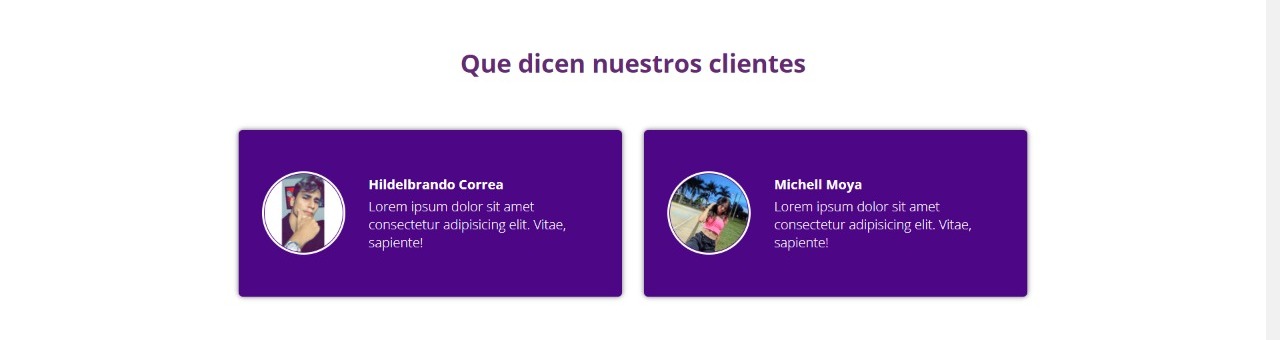 Que dicen nuestros clientes
Hildelbrando Correa
Lorem ipsum dolor sit amet
consectetur adipisicing elit. Vitae,
sapiente!
Michell Moya
Lorem ipsum dolor sit amet
consectetur adipisicing elit. Vitae,
sapiente!